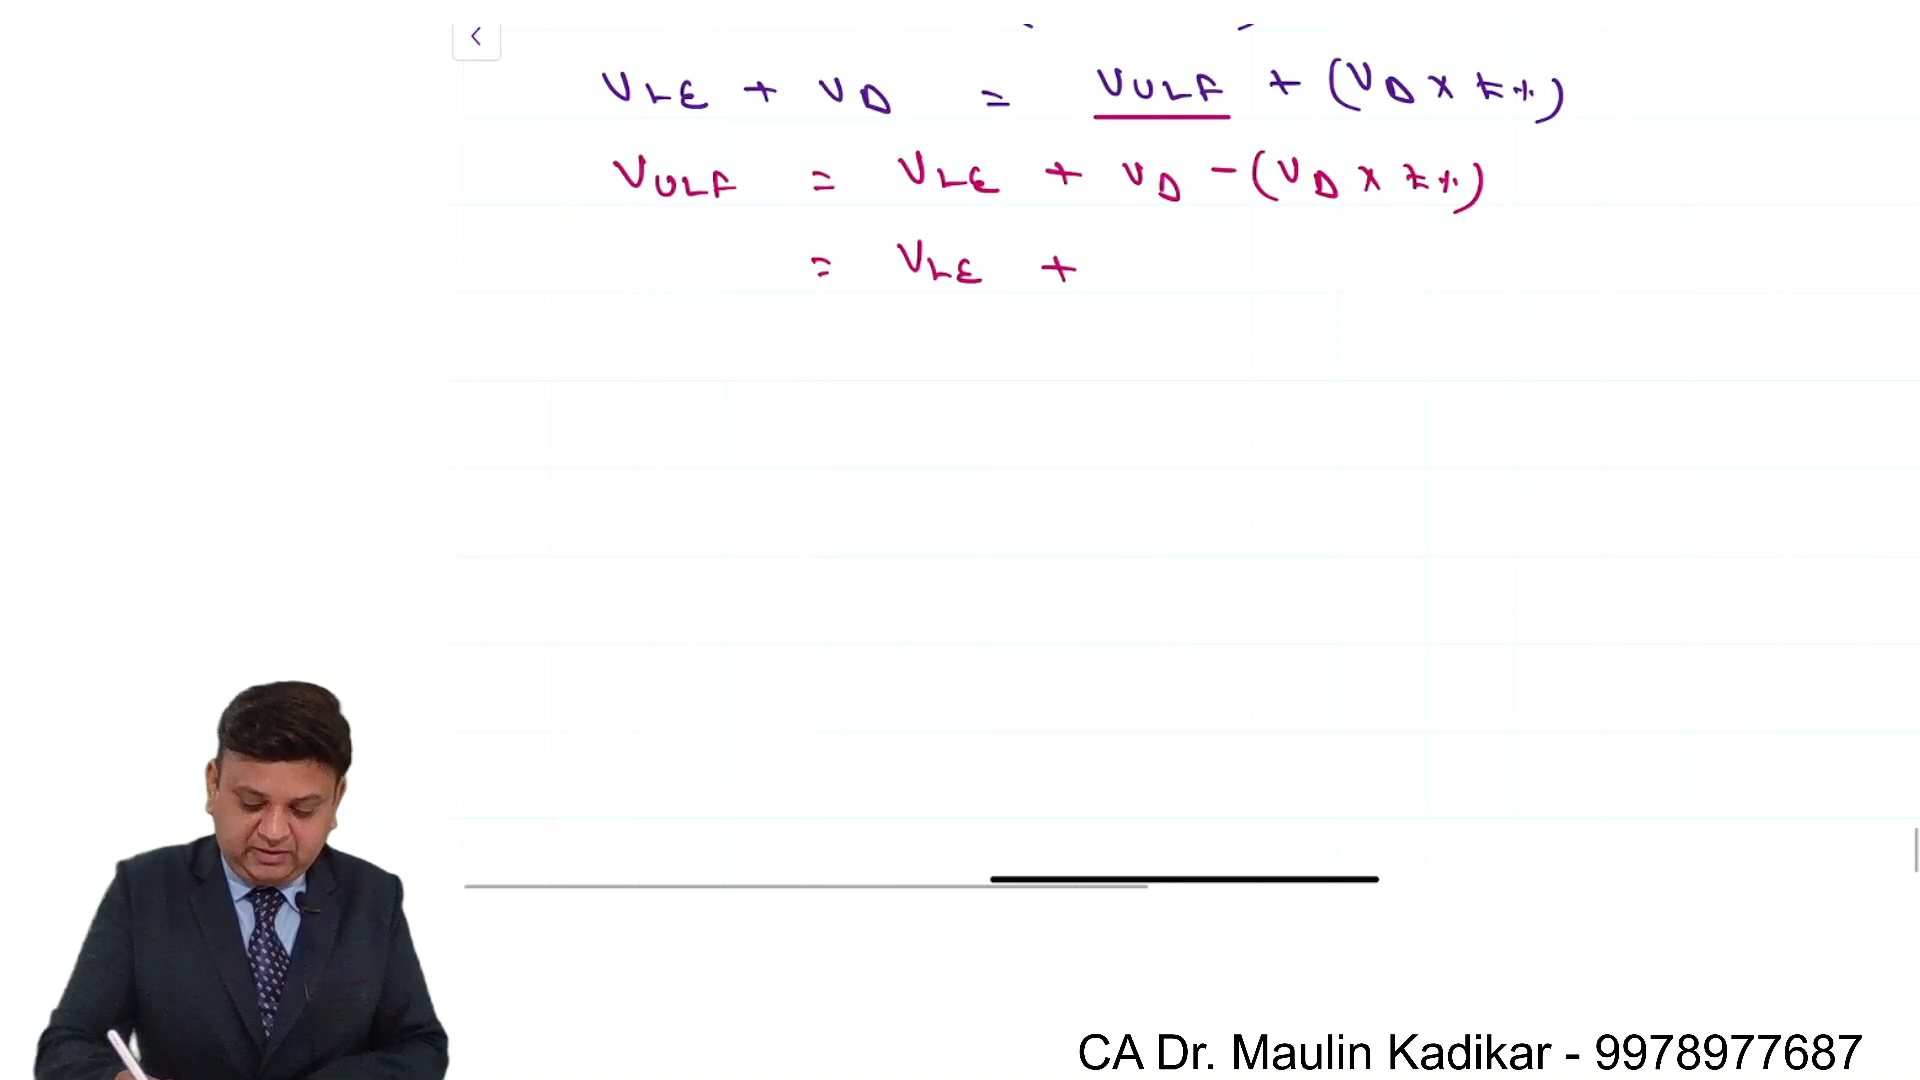 VLE + VD = VULF + (VD x t%)
VULF = VLE + VD - (VD x t%)
= VLE +
CA Dr. Maulin Kadikar - 9978977687